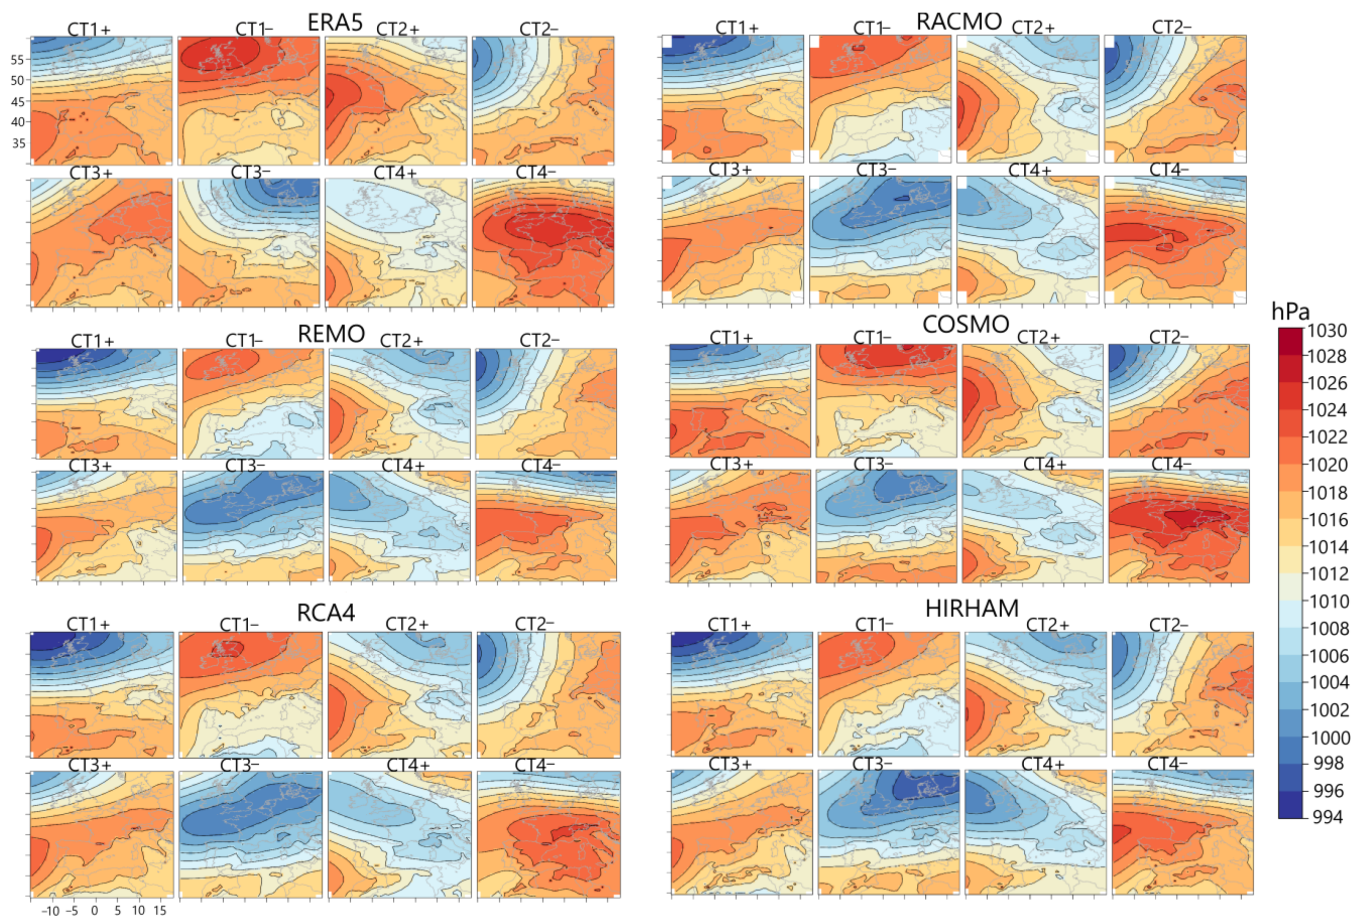 ERA5
CT1+ CT1– CT2+ CT2–
55
50
45
40
35
CT3+ CT3– CT4+ CT4–
RACMO
CT1+ CT1– CT2+ CT2–
CT3+ CT3– CT4+ CT4–
REMO
CT1+ CT1– CT2+ CT2–
CT3+ CT3– CT4+ CT4–
COSMO
CT1+ CT1– CT2+ CT2–
CT3+ CT3– CT4+ CT4–
RCA4
CT1+ CT1– CT2+ CT2–
CT3+ CT3– CT4+ CT4–
–10 –5 0 5 10 15
HIRHAM
CT1+ CT1– CT2+ CT2–
CT3+ CT3– CT4+ CT4–
hPa
1030
1028
1026
1024
1022
1020
1018
1016
1014
1012
1010
1008
1006
1004
1002
1000
998
996
994